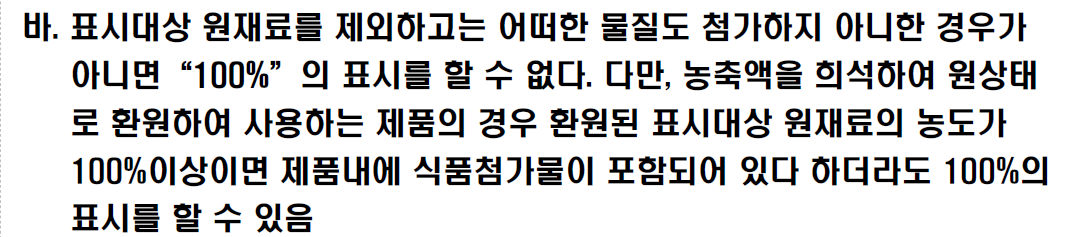 바. 표시대상 원재료를 제외하고는 어떠한 물질도 첨가하지 아니한 경우가
아니면 “100%”의 표시를 할 수 없다. 다만, 농축액을 희석하여 원상태
로 환원하여 사용하는 제품의 경우 환원된 표시대상 원재료의 농도가
100%이상이면 제품내에 식품첨가물이 포함되어 있다 하더라도 100%의
표시를 할 수 있음